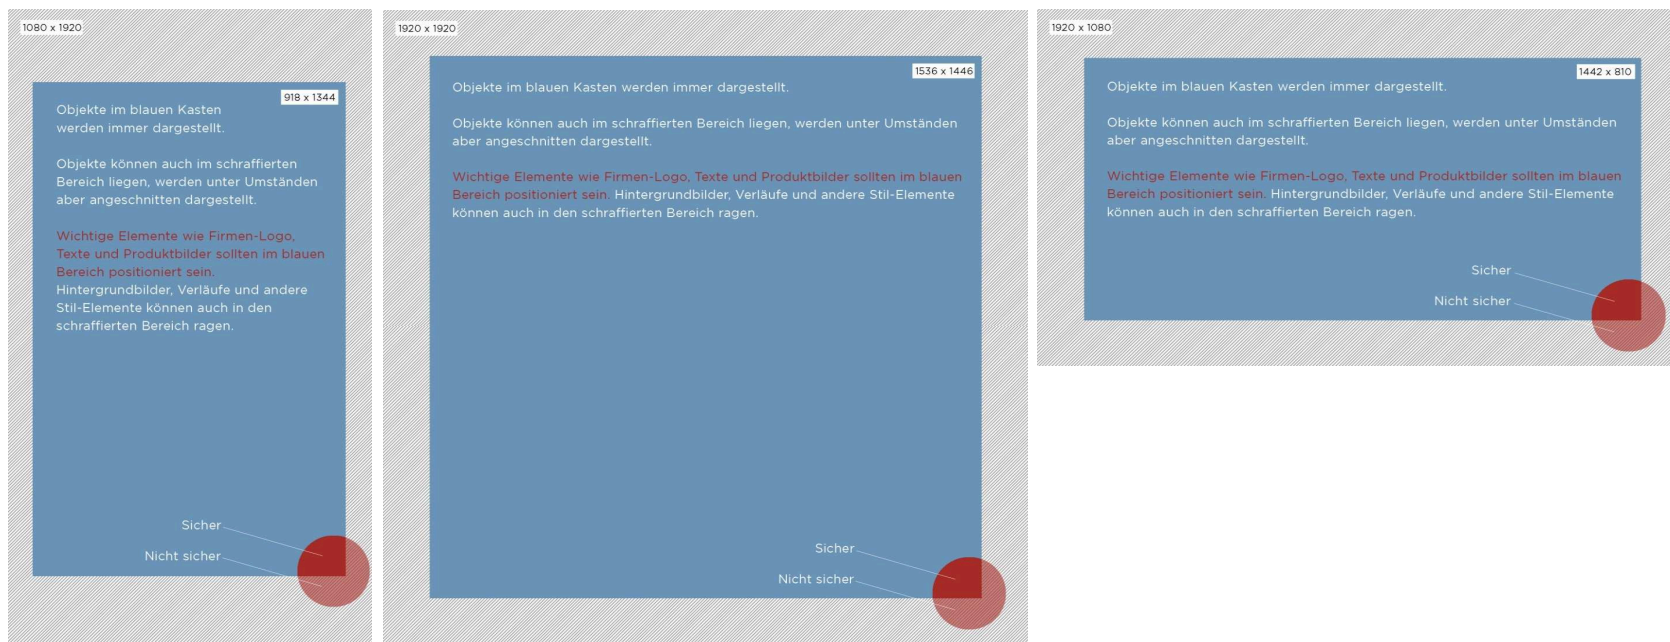 1080 x 1920
918 x 1344
Objekte im blauen Kasten
werden immer dargestellt.
Objekte können auch im schraffierten
Bereich liegen, werden unter Umständen
aber angeschnitten dargestellt.
Wichtige Elemente wie Firmen-Logo,
Texte und Produktbilder sollten im blauen
Bereich positioniert sein.
Hintergrundbilder, Verläufe und andere
Stil-Elemente können auch in den
schraffierten Bereich ragen.
Sicher
Nicht sicher
1920 x 1920
1536 x 1446
Objekte im blauen Kasten werden immer dargestellt.
Objekte können auch im schraffierten Bereich liegen, werden unter Umständen
aber angeschnitten dargestellt.
Wichtige Elemente wie Firmen-Logo, Texte und Produktbilder sollten im blauen
Bereich positioniert sein. Hintergrundbilder, Verläufe und andere Stil-Elemente
können auch in den schraffierten Bereich ragen.
Sicher
Nicht sicher
1920 x 1080
1442 x 810
Objekte im blauen Kasten werden immer dargestellt.
Objekte können auch im schraffierten Bereich liegen, werden unter Umständen
aber angeschnitten dargestellt.
Wichtige Elemente wie Firmen-Logo, Texte und Produktbilder sollten im blauen
Bereich positioniert sein. Hintergrundbilder, Verläufe und andere Stil-Elemente
können auch in den schraffierten Bereich ragen.
Sicher
Nicht sicher